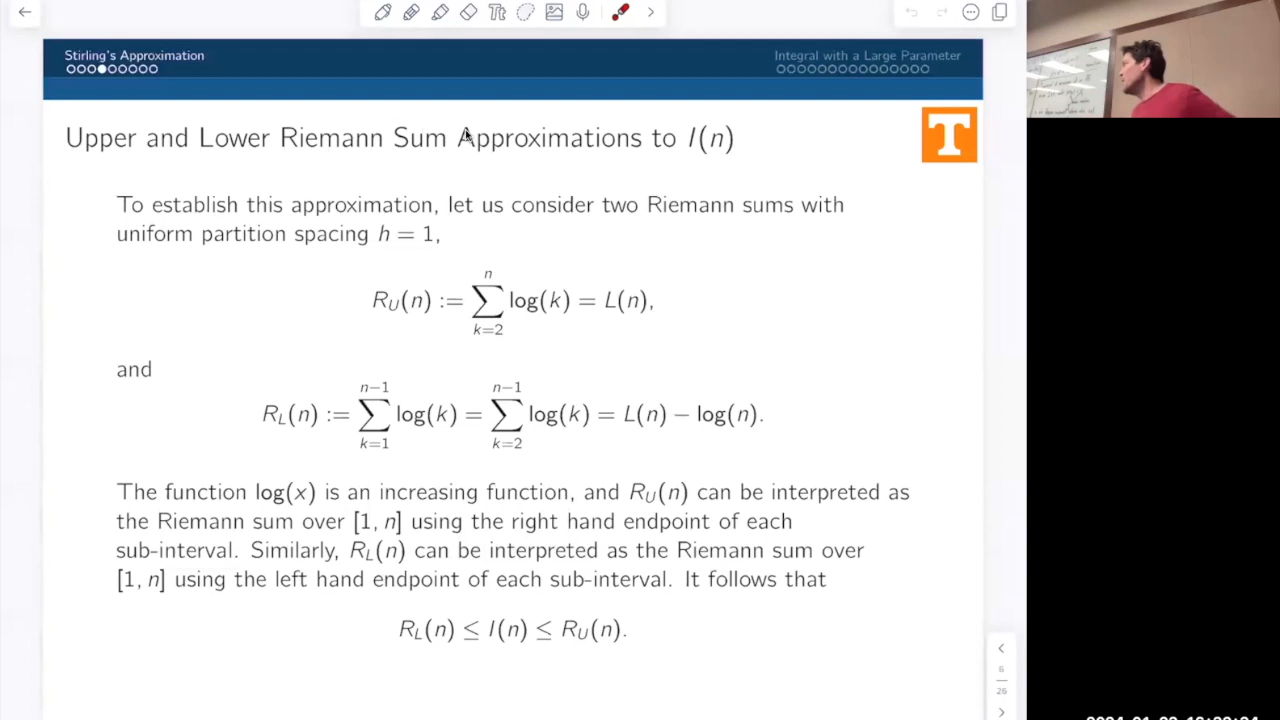 Stirling's Approximation
Integral with a Large Parameter
Upper and Lower Riemann Sum Approximations to I(n)
T
To establish this approximation, let us consider two Riemann sums with
uniform partition spacing h = 1,
R_U(n) := ∑_{k=2}^{n} log(k) = L(n),
and
R_L(n) := ∑_{k=1}^{n−1} log(k) = ∑_{k=2}^{n−1} log(k) = L(n) − log(n).
The function log(x) is an increasing function, and R_U(n) can be interpreted as
the Riemann sum over [1, n] using the right hand endpoint of each
sub-interval. Similarly, R_L(n) can be interpreted as the Riemann sum over
[1, n] using the left hand endpoint of each sub-interval. It follows that
R_L(n) ≤ I(n) ≤ R_U(n).
6
26